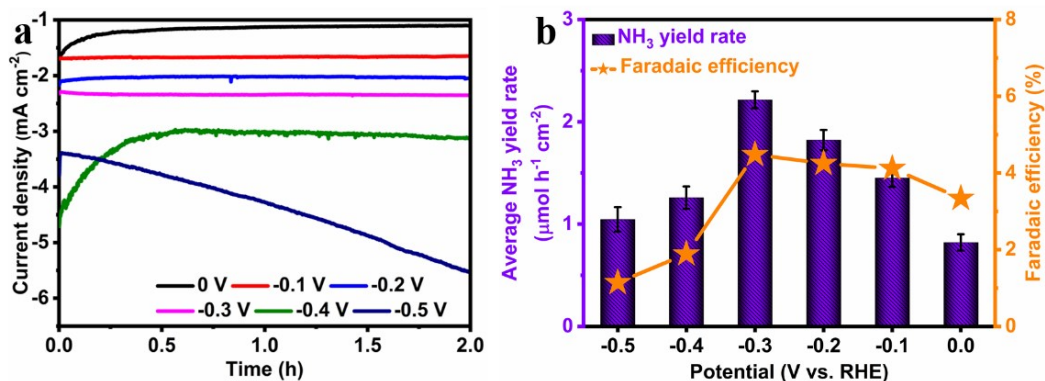 a
Current density (mA cm⁻²)
-1
-2
-3
-4
-5
-6
0 V
-0.1 V
-0.2 V
-0.3 V
-0.4 V
-0.5 V
0.0
0.5
1.0
1.5
2.0
Time (h)
b
NH₃ yield rate
Faradaic efficiency
Average NH₃ yield rate
(μmol h⁻¹ cm⁻²)
3
2
1
0
8
6
4
2
0
Faradaic efficiency (%)
-0.5
-0.4
-0.3
-0.2
-0.1
0.0
Potential (V vs. RHE)